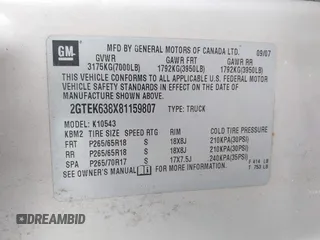 GM
MFD BY GENERAL MOTORS OF CANADA LTD. 09/07
GVWR GAWR FRT GAWR RR
3175KG(7000LB) 1792KG(3950LB) 1792KG(3950LB)
THIS VEHICLE CONFORMS TO ALL APPLICABLE U.S. FEDERAL MOTOR
VEHICLE SAFETY STANDARDS IN EFFECT ON THE DATE OF
MANUFACTURE SHOWN ABOVE.
2GTEK638X81159807 TYPE: TRUCK
MODEL: K10543
KBM2 TIRE SIZE SPEED RTG RIM COLD TIRE PRESSURE
FRT P265/65R18 S 18X8J 210KPA(30PSI)
RR P265/65R18 S 18X8J 210KPA(30PSI)
SPA P265/70R17 S 17X7.5J 240KPA(35PSI)
SEE OWNER'S MANUAL FOR ADDITIONAL INFORMATION
DREAMBID